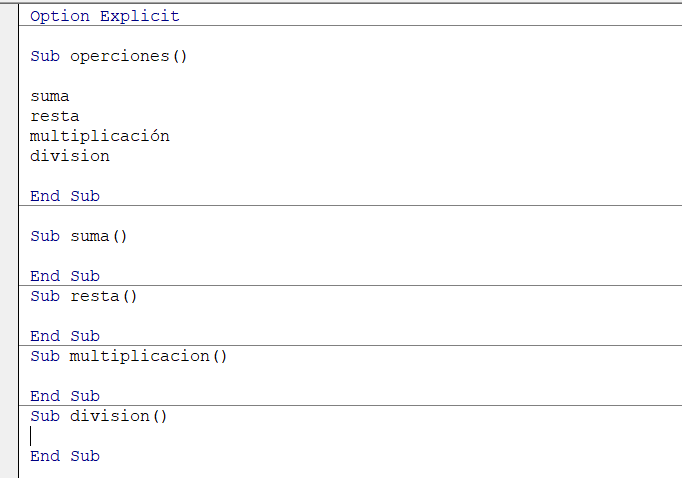 Option Explicit
Sub operciones()
suma
resta
multiplicación
division
End Sub
Sub suma()
End Sub
Sub resta()
End Sub
Sub multiplicacion()
End Sub
Sub division()
End Sub